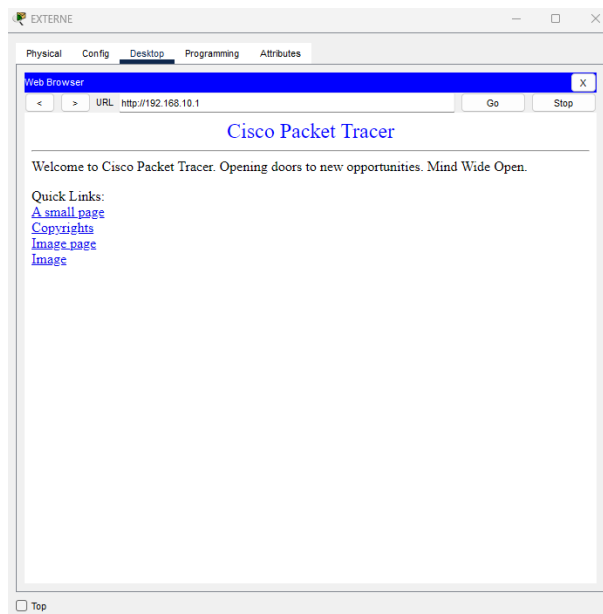 EXTERNE
Physical Config Desktop Programming Attributes
Web Browser X
< > URL http://192.168.10.1 Go Stop
Cisco Packet Tracer
Welcome to Cisco Packet Tracer. Opening doors to new opportunities. Mind Wide Open.
Quick Links:
A small page
Copyrights
Image page
Image
Top